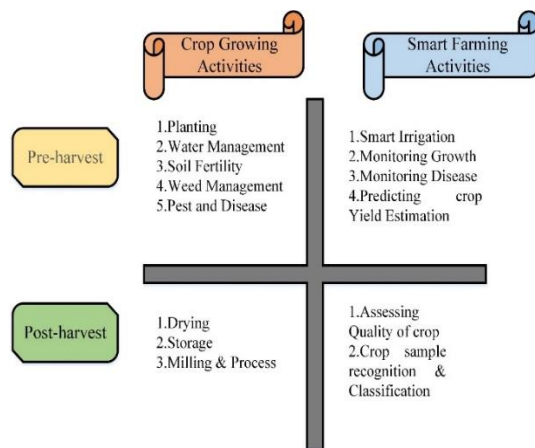 Crop Growing
Activities
Smart Farming
Activities
Pre-harvest
1.Planting
2.Water Management
3.Soil Fertility
4.Weed Management
5.Pest and Disease
1.Smart Irrigation
2.Monitoring Growth
3.Monitoring Disease
4.Predicting crop
Yield Estimation
Post-harvest
1.Drying
2.Storage
3.Milling & Process
1.Assessing
Quality of crop
2.Crop sample
recognition &
Classification